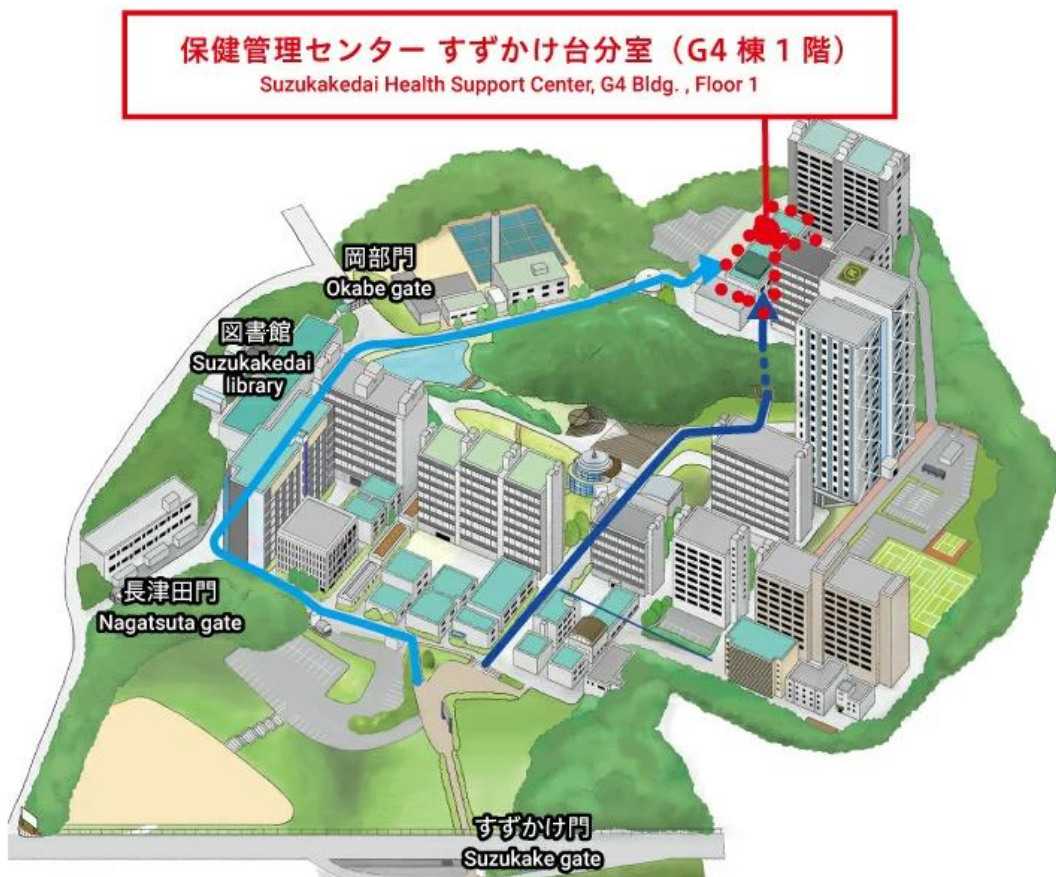 保健管理センター すずかけ台分室（G4 棟 1 階）
Suzukakedai Health Support Center, G4 Bldg. , Floor 1
岡部門
Okabe gate
図書館
Suzukakedai
library
長津田門
Nagatsuta gate
すずかけ門
Suzukake gate